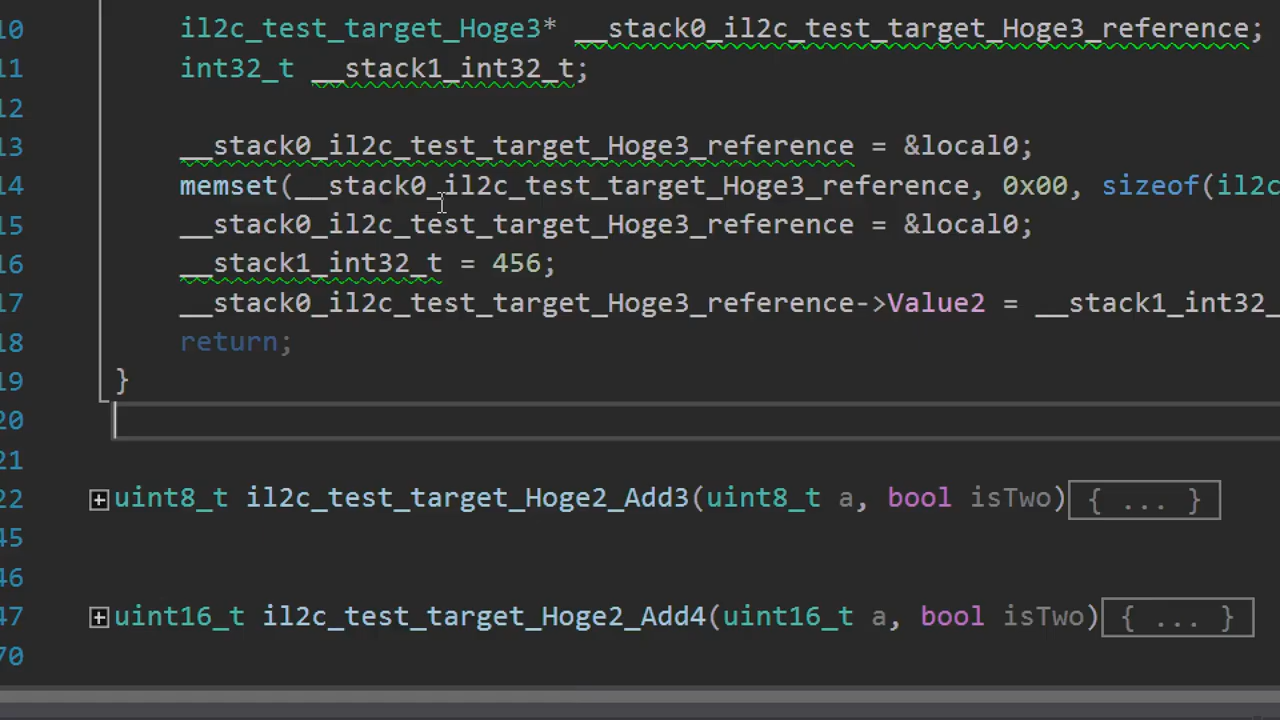 10 il2c_test_target_Hoge3* __stack0_il2c_test_target_Hoge3_reference;
11 int32_t __stack1_int32_t;
12
13 __stack0_il2c_test_target_Hoge3_reference = &local0;
14 memset(__stack0_il2c_test_target_Hoge3_reference, 0x00, sizeof(il2c
15 __stack0_il2c_test_target_Hoge3_reference = &local0;
16 __stack1_int32_t = 456;
17 __stack0_il2c_test_target_Hoge3_reference->Value2 = __stack1_int32_
18 return;
19 }
20
21
22 uint8_t il2c_test_target_Hoge2_Add3(uint8_t a, bool isTwo){ ... }
45
46
47 uint16_t il2c_test_target_Hoge2_Add4(uint16_t a, bool isTwo){ ... }
70